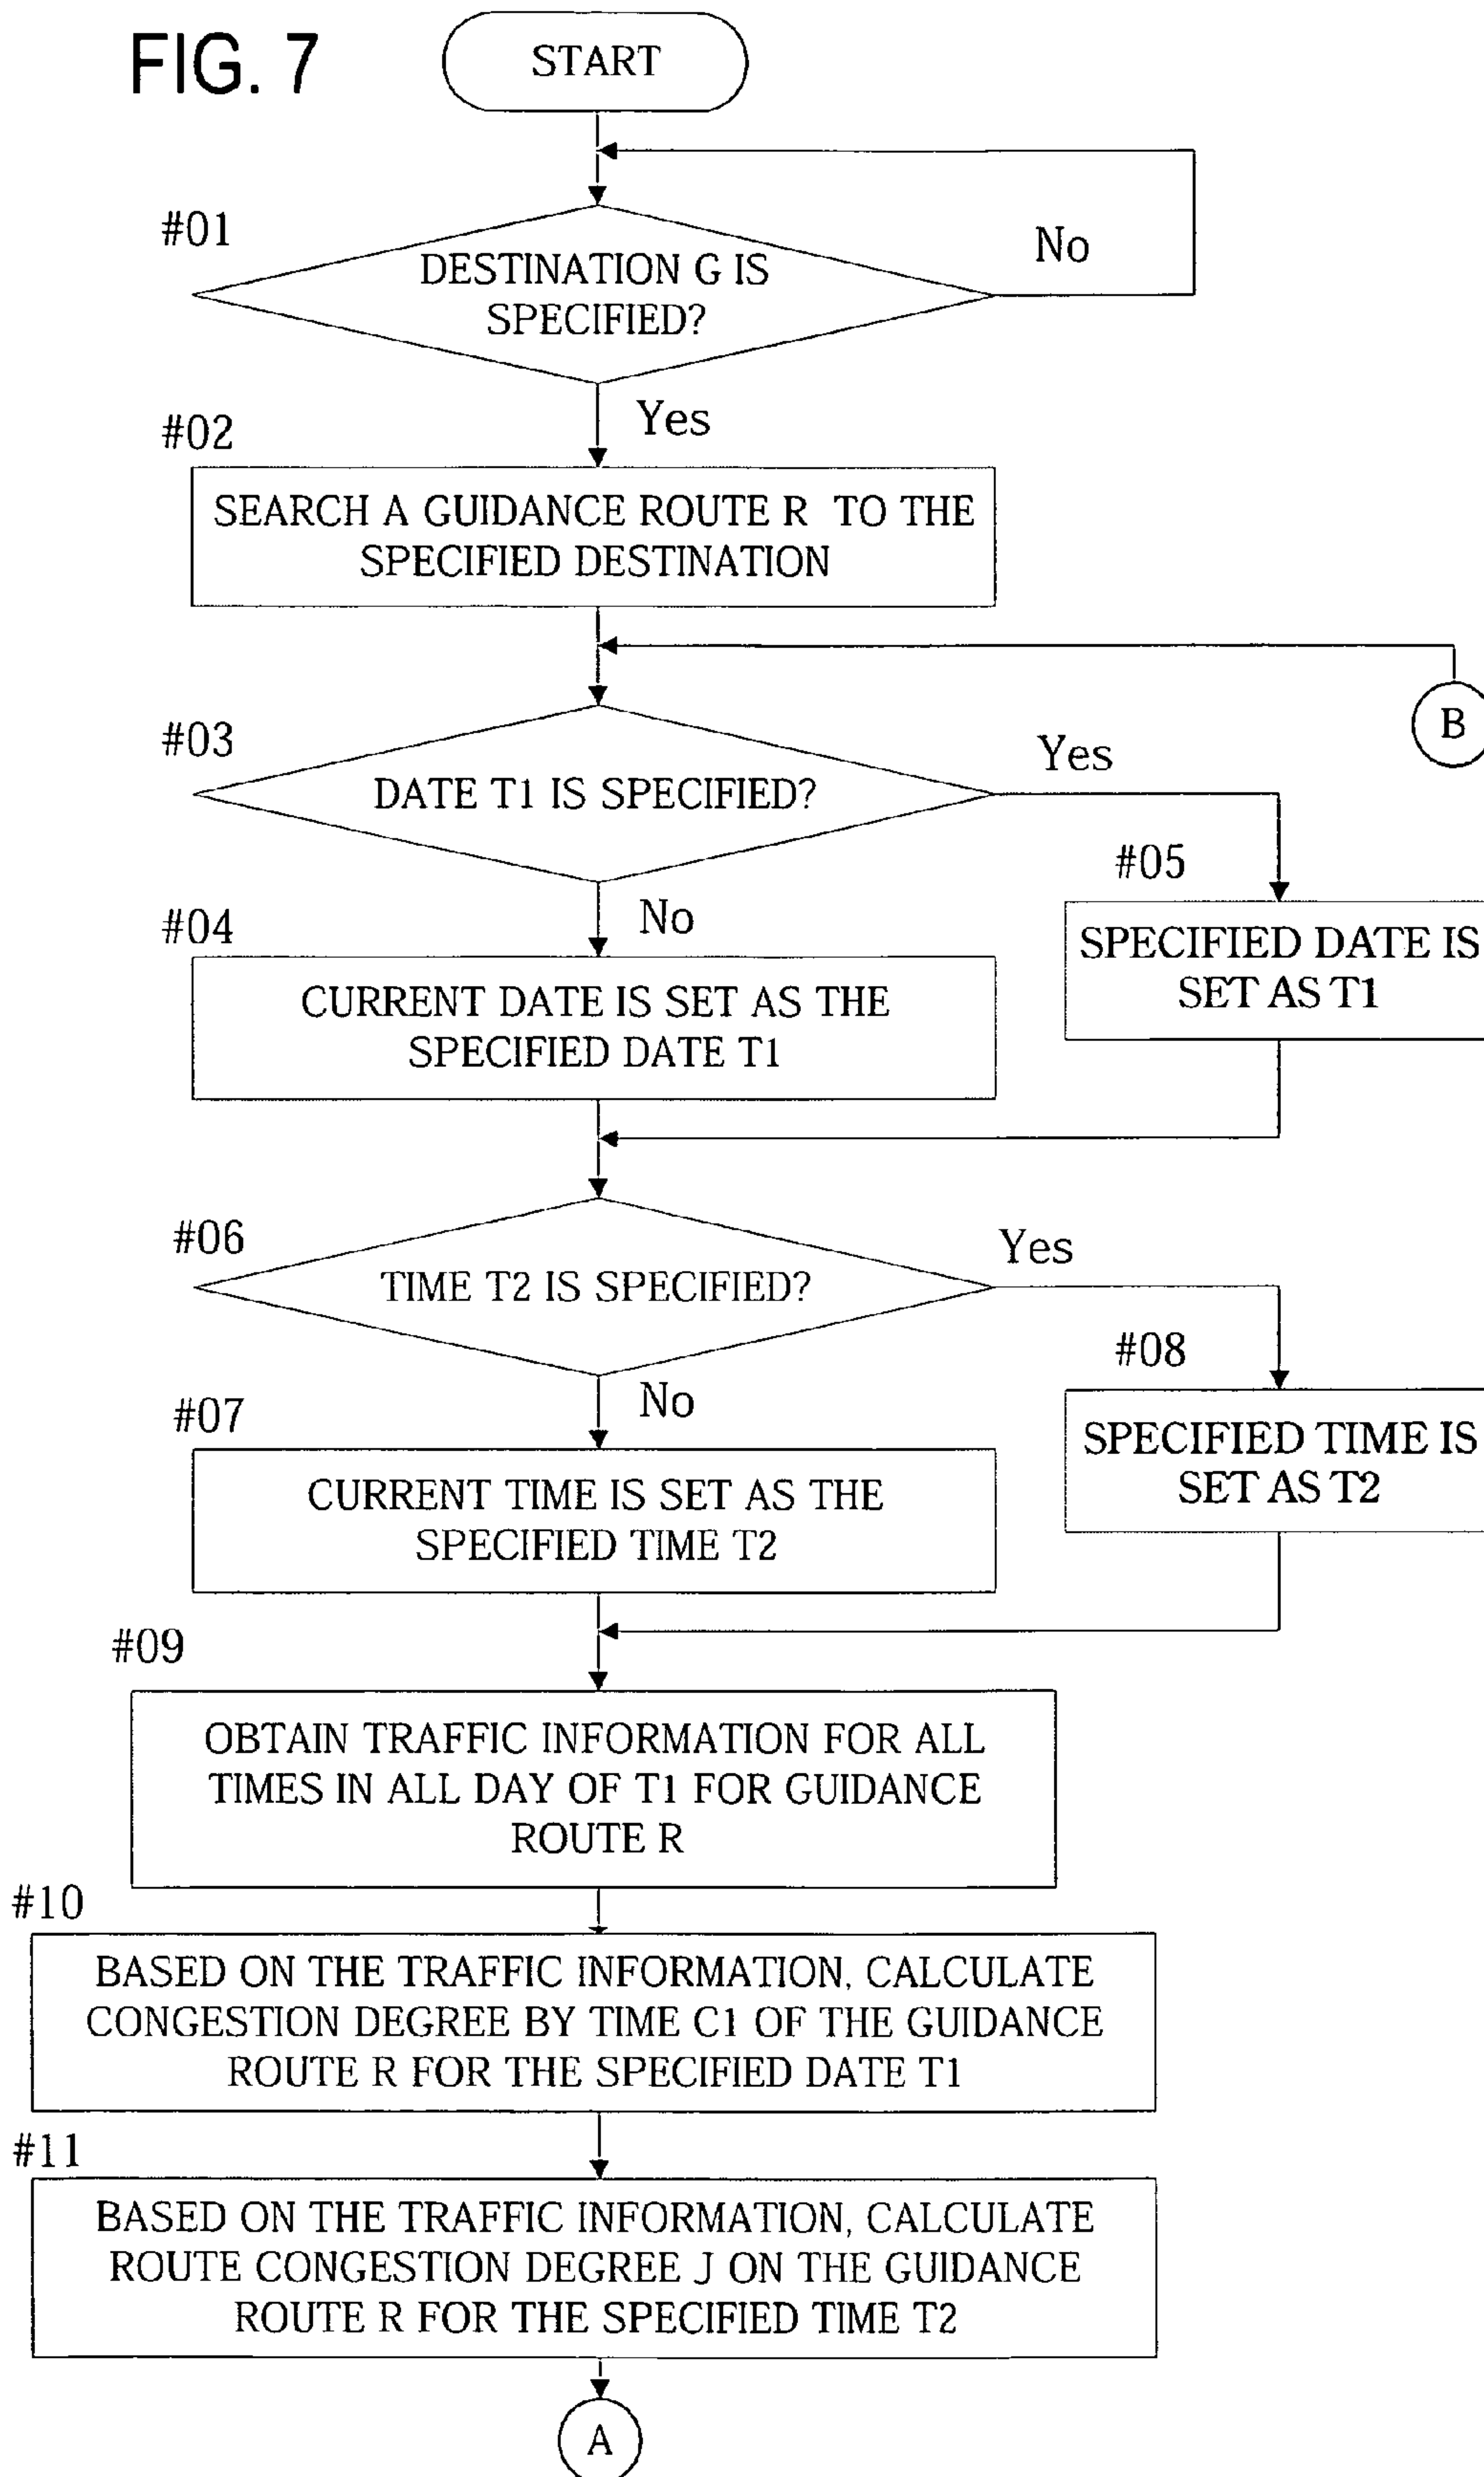 FIG. 7
START
#01
DESTINATION G IS
SPECIFIED?
No
Yes
#02
SEARCH A GUIDANCE ROUTE R TO THE
SPECIFIED DESTINATION
B
#03
DATE T1 IS SPECIFIED?
Yes
#05
SPECIFIED DATE IS
SET AS T1
No
#04
CURRENT DATE IS SET AS THE
SPECIFIED DATE T1
#06
TIME T2 IS SPECIFIED?
Yes
#08
SPECIFIED TIME IS
SET AS T2
No
#07
CURRENT TIME IS SET AS THE
SPECIFIED TIME T2
#09
OBTAIN TRAFFIC INFORMATION FOR ALL
TIMES IN ALL DAY OF T1 FOR GUIDANCE
ROUTE R
#10
BASED ON THE TRAFFIC INFORMATION, CALCULATE
CONGESTION DEGREE BY TIME C1 OF THE GUIDANCE
ROUTE R FOR THE SPECIFIED DATE T1
#11
BASED ON THE TRAFFIC INFORMATION, CALCULATE
ROUTE CONGESTION DEGREE J ON THE GUIDANCE
ROUTE R FOR THE SPECIFIED TIME T2
A